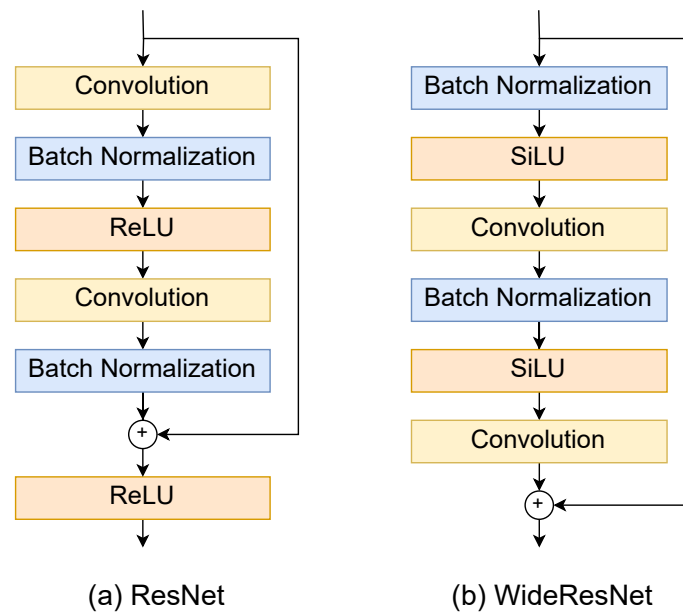 Convolution
Batch Normalization
ReLU
Convolution
Batch Normalization
+
ReLU
(a) ResNet
Batch Normalization
SiLU
Convolution
Batch Normalization
SiLU
Convolution
+
(b) WideResNet